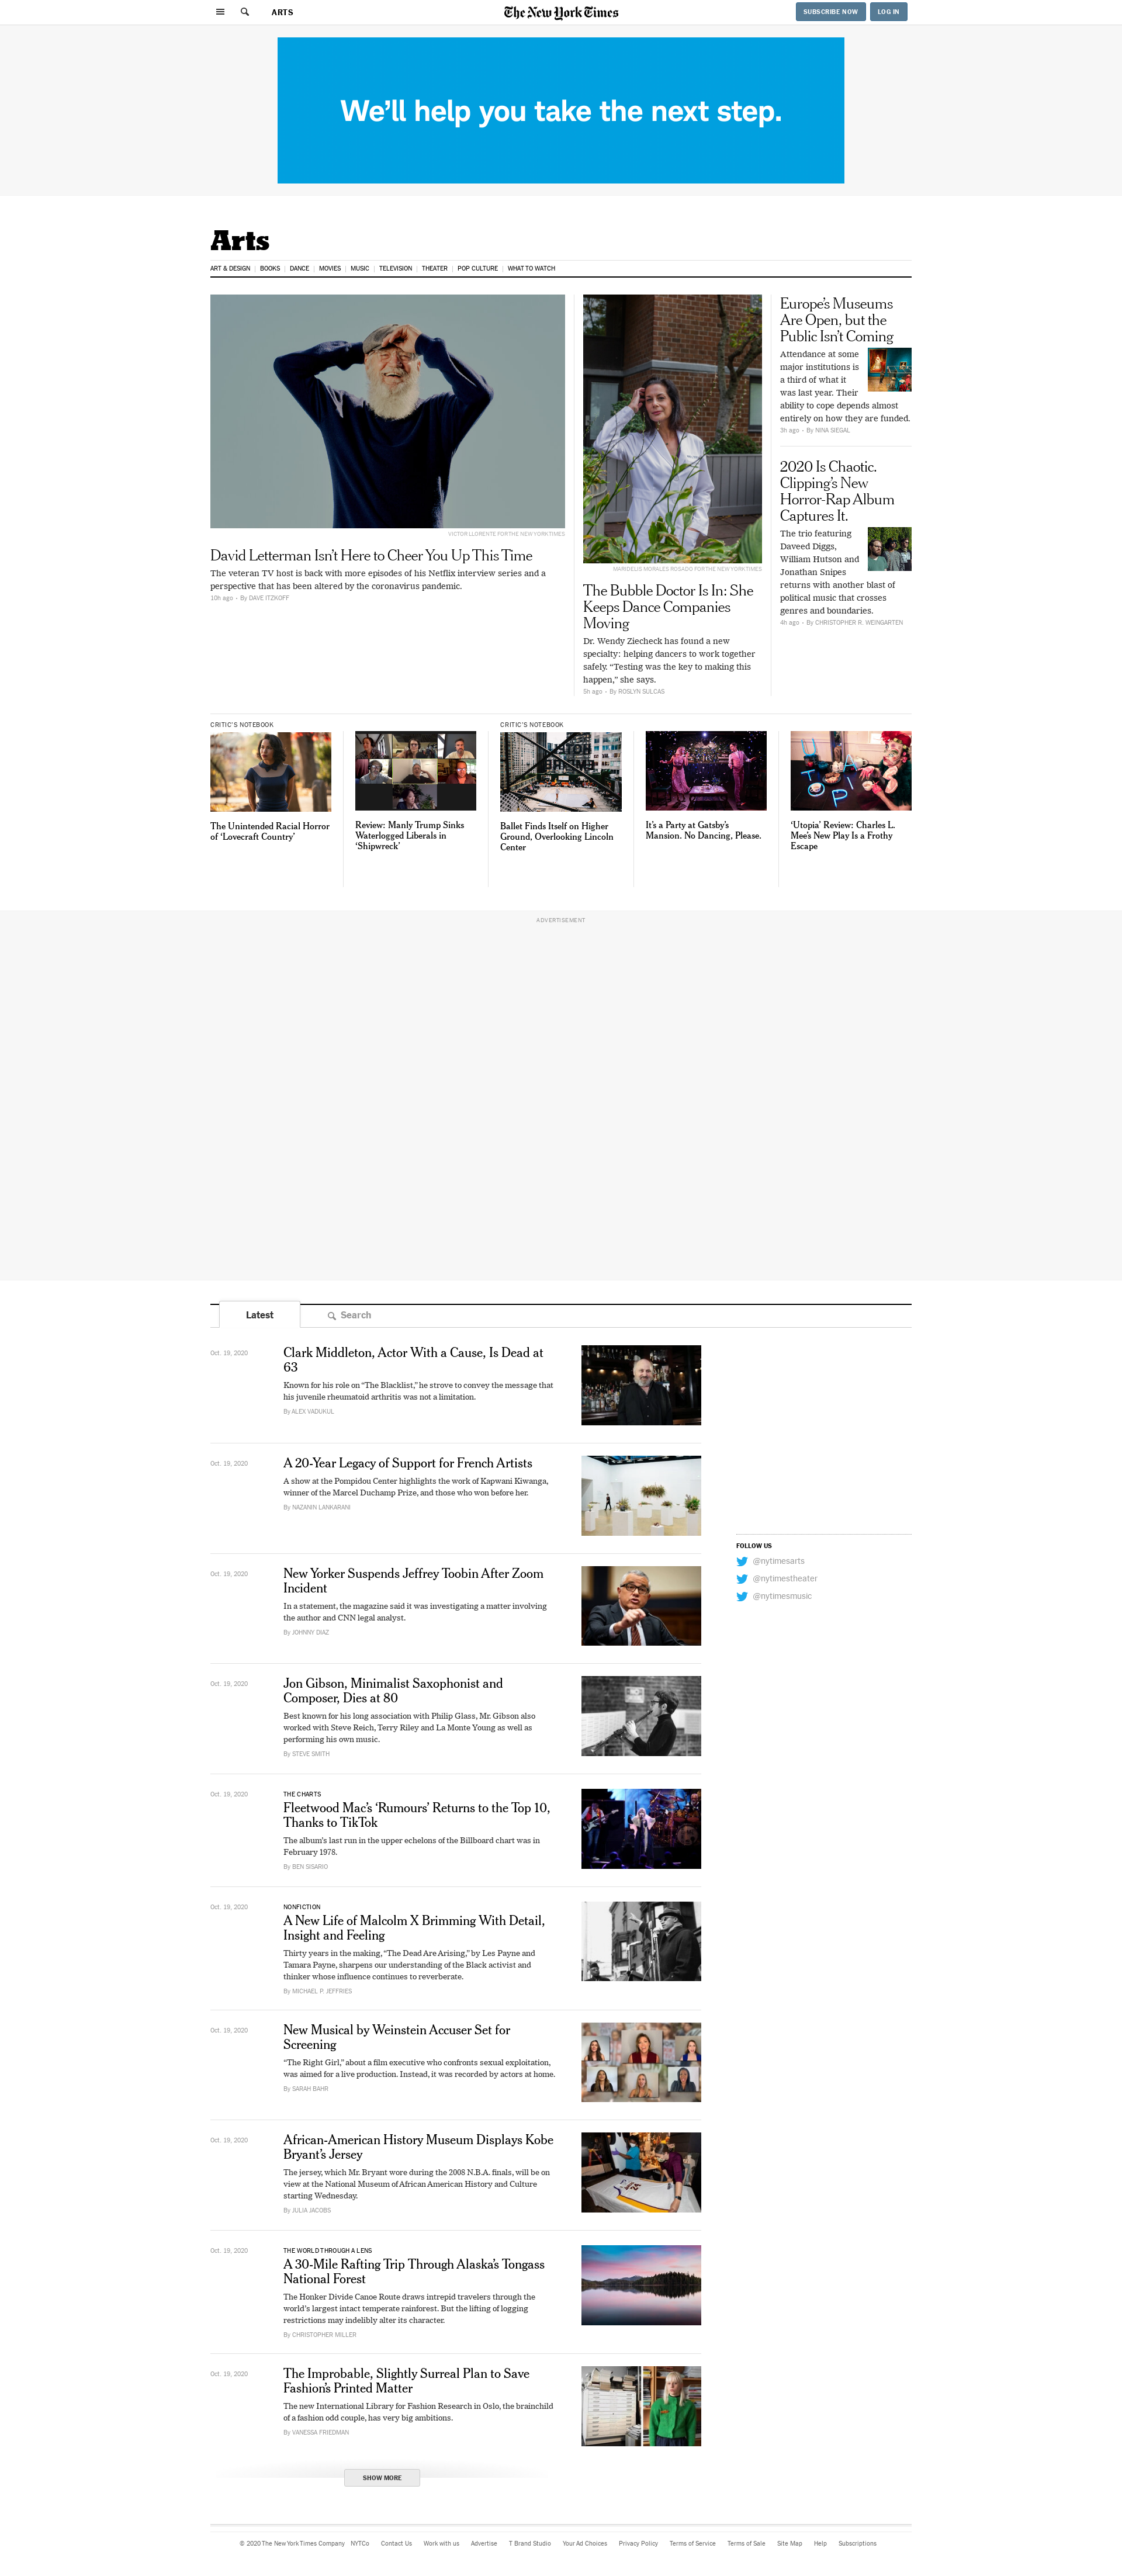 ARTS
The New York Times
SUBSCRIBE NOW
LOG IN
We'll help you take the next step.
Arts
ART & DESIGN
BOOKS
DANCE
MOVIES
MUSIC
TELEVISION
THEATER
POP CULTURE
WHAT TO WATCH
VICTOR LLORENTE FOR THE NEW YORK TIMES
David Letterman Isn't Here to Cheer You Up This Time
The veteran TV host is back with more episodes of his Netflix interview series and a
perspective that has been altered by the coronavirus pandemic.
10h ago • By DAVE ITZKOFF
MARIDELIS MORALES ROSADO FOR THE NEW YORK TIMES
The Bubble Doctor Is In: She
Keeps Dance Companies
Moving
Dr. Wendy Ziecheck has found a new
specialty: helping dancers to work together
safely. “Testing was the key to making this
happen,” she says.
5h ago • By ROSLYN SULCAS
Europe's Museums
Are Open, but the
Public Isn't Coming
Attendance at some
major institutions is
a third of what it
was last year. Their
ability to cope depends almost
entirely on how they are funded.
3h ago • By NINA SIEGAL
2020 Is Chaotic.
Clipping's New
Horror-Rap Album
Captures It.
The trio featuring
Daveed Diggs,
William Hutson and
Jonathan Snipes
returns with another blast of
political music that crosses
genres and boundaries.
4h ago • By CHRISTOPHER R. WEINGARTEN
CRITIC'S NOTEBOOK
The Unintended Racial Horror
of ‘Lovecraft Country’
Review: Manly Trump Sinks
Waterlogged Liberals in
‘Shipwreck’
CRITIC'S NOTEBOOK
Ballet Finds Itself on Higher
Ground, Overlooking Lincoln
Center
It's a Party at Gatsby's
Mansion. No Dancing, Please.
‘Utopia’ Review: Charles L.
Mee's New Play Is a Frothy
Escape
ADVERTISEMENT
Latest
Search
Oct. 19, 2020
Clark Middleton, Actor With a Cause, Is Dead at
63
Known for his role on “The Blacklist,” he strove to convey the message that
his juvenile rheumatoid arthritis was not a limitation.
By ALEX VADUKUL
Oct. 19, 2020
A 20-Year Legacy of Support for French Artists
A show at the Pompidou Center highlights the work of Kapwani Kiwanga,
winner of the Marcel Duchamp Prize, and those who won before her.
By NAZANIN LANKARANI
FOLLOW US
@nytimesarts
@nytimestheater
@nytimesmusic
Oct. 19, 2020
New Yorker Suspends Jeffrey Toobin After Zoom
Incident
In a statement, the magazine said it was investigating a matter involving
the author and CNN legal analyst.
By JOHNNY DIAZ
Oct. 19, 2020
Jon Gibson, Minimalist Saxophonist and
Composer, Dies at 80
Best known for his long association with Philip Glass, Mr. Gibson also
worked with Steve Reich, Terry Riley and La Monte Young as well as
performing his own music.
By STEVE SMITH
Oct. 19, 2020
THE CHARTS
Fleetwood Mac's ‘Rumours’ Returns to the Top 10,
Thanks to TikTok
The album's last run in the upper echelons of the Billboard chart was in
February 1978.
By BEN SISARIO
Oct. 19, 2020
NONFICTION
A New Life of Malcolm X Brimming With Detail,
Insight and Feeling
Thirty years in the making, “The Dead Are Arising,” by Les Payne and
Tamara Payne, sharpens our understanding of the Black activist and
thinker whose influence continues to reverberate.
By MICHAEL P. JEFFRIES
Oct. 19, 2020
New Musical by Weinstein Accuser Set for
Screening
“The Right Girl,” about a film executive who confronts sexual exploitation,
was aimed for a live production. Instead, it was recorded by actors at home.
By SARAH BAHR
Oct. 19, 2020
African-American History Museum Displays Kobe
Bryant's Jersey
The jersey, which Mr. Bryant wore during the 2008 N.B.A. finals, will be on
view at the National Museum of African American History and Culture
starting Wednesday.
By JULIA JACOBS
Oct. 19, 2020
THE WORLD THROUGH A LENS
A 30-Mile Rafting Trip Through Alaska's Tongass
National Forest
The Honker Divide Canoe Route draws intrepid travelers through the
world's largest intact temperate rainforest. But the lifting of logging
restrictions may indelibly alter its character.
By CHRISTOPHER MILLER
Oct. 19, 2020
The Improbable, Slightly Surreal Plan to Save
Fashion's Printed Matter
The new International Library for Fashion Research in Oslo, the brainchild
of a fashion odd couple, has very big ambitions.
By VANESSA FRIEDMAN
SHOW MORE
© 2020 The New York Times Company NYTCo Contact Us Work with us Advertise T Brand Studio Your Ad Choices Privacy Policy Terms of Service Terms of Sale Site Map Help Subscriptions